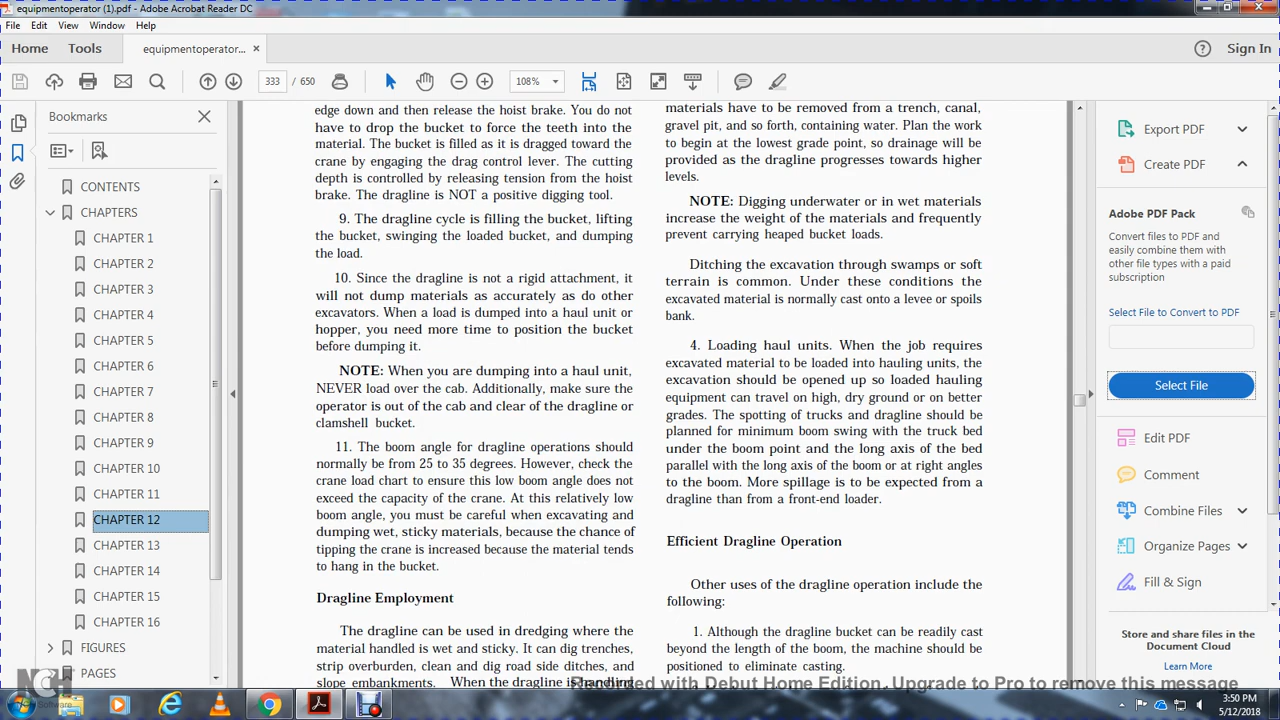 equipmentoperator (1).pdf - Adobe Acrobat Reader DC
File Edit View Window Help
Home Tools equipmentoperator... × Sign In
333 / 650 108%
Bookmarks
CONTENTS
CHAPTERS
CHAPTER 1
CHAPTER 2
CHAPTER 3
CHAPTER 4
CHAPTER 5
CHAPTER 6
CHAPTER 7
CHAPTER 8
CHAPTER 9
CHAPTER 10
CHAPTER 11
CHAPTER 12
CHAPTER 13
CHAPTER 14
CHAPTER 15
CHAPTER 16
FIGURES
PAGES
edge down and then release the hoist brake. You do not
have to drop the bucket to force the teeth into the
material. The bucket is filled as it is dragged toward the
crane by engaging the drag control lever. The cutting
depth is controlled by releasing tension from the hoist
brake. The dragline is NOT a positive digging tool.
9. The dragline cycle is filling the bucket, lifting
the bucket, swinging the loaded bucket, and dumping
the load.
10. Since the dragline is not a rigid attachment, it
will not dump materials as accurately as do other
excavators. When a load is dumped into a haul unit or
hopper, you need more time to position the bucket
before dumping it.
NOTE: When you are dumping into a haul unit,
NEVER load over the cab. Additionally, make sure the
operator is out of the cab and clear of the dragline or
clamshell bucket.
11. The boom angle for dragline operations should
normally be from 25 to 35 degrees. However, check the
crane load chart to ensure this low boom angle does not
exceed the capacity of the crane. At this relatively low
boom angle, you must be careful when excavating and
dumping wet, sticky materials, because the chance of
tipping the crane is increased because the material tends
to hang in the bucket.
Dragline Employment
The dragline can be used in dredging where the
material handled is wet and sticky. It can dig trenches,
strip overburden, clean and dig road side ditches, and
slope embankments. When the dragline is handling
materials have to be removed from a trench, canal,
gravel pit, and so forth, containing water. Plan the work
to begin at the lowest grade point, so drainage will be
provided as the dragline progresses towards higher
levels.
NOTE: Digging underwater or in wet materials
increase the weight of the materials and frequently
prevent carrying heaped bucket loads.
Ditching the excavation through swamps or soft
terrain is common. Under these conditions the
excavated material is normally cast onto a levee or spoils
bank.
4. Loading haul units. When the job requires
excavated material to be loaded into hauling units, the
excavation should be opened up so loaded hauling
equipment can travel on high, dry ground or on better
grades. The spotting of trucks and dragline should be
planned for minimum boom swing with the truck bed
under the boom point and the long axis of the bed
parallel with the long axis of the boom or at right angles
to the boom. More spillage is to be expected from a
dragline than from a front-end loader.
Efficient Dragline Operation
Other uses of the dragline operation include the
following:
1. Although the dragline bucket can be readily cast
beyond the length of the boom, the machine should be
positioned to eliminate casting.
Export PDF
Create PDF
Adobe PDF Pack
Convert files to PDF and
easily combine them with
other file types with a paid
subscription
Select File to Convert to PDF
Select File
Edit PDF
Comment
Combine Files
Organize Pages
Fill & Sign
Store and share files in the
Document Cloud
Learn More
NCH
Software
with Debut Home Edition. Upgrade to Pro to remove this message
3:50 PM
5/12/2018